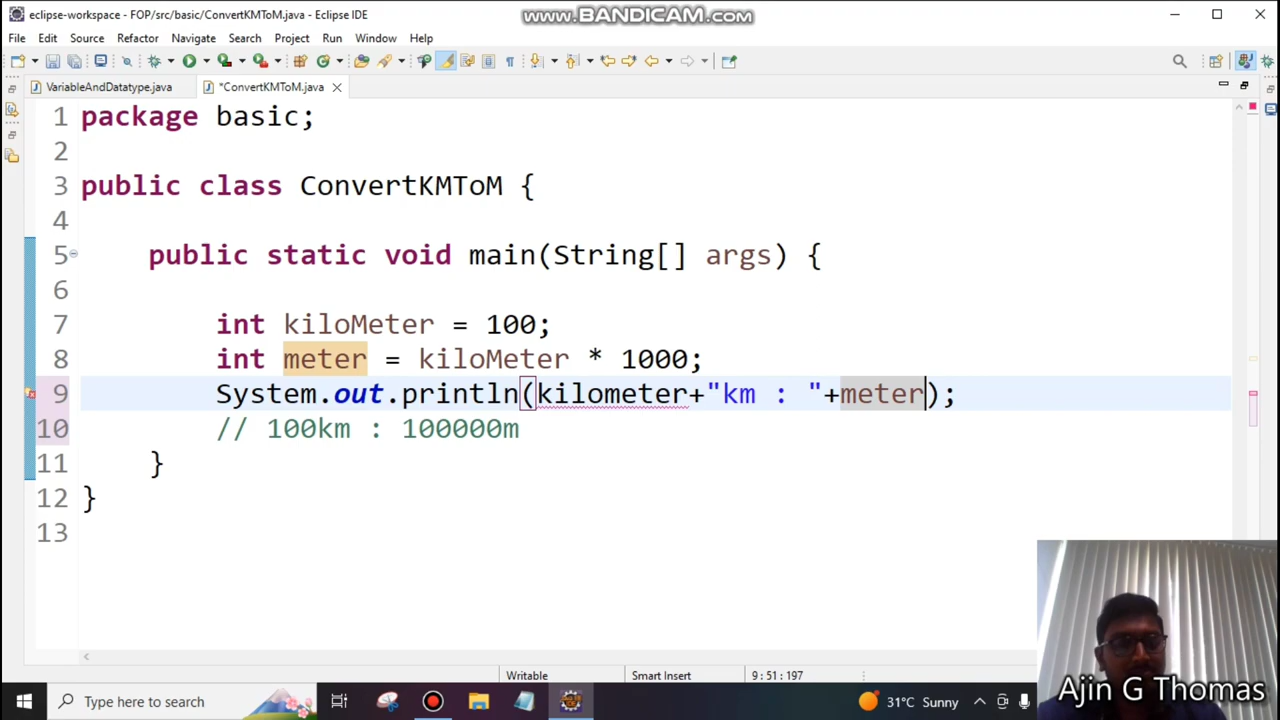 eclipse-workspace - FOP/src/basic/ConvertKMToM.java - Eclipse IDE
www.BANDICAM.com
File Edit Source Refactor Navigate Search Project Run Window Help
VariableAndDatatype.java *ConvertKMToM.java
1 package basic;
2
3 public class ConvertKMToM {
4
5 public static void main(String[] args) {
6
7 int kiloMeter = 100;
8 int meter = kiloMeter * 1000;
9 System.out.println(kilometer+"km : "+meter);
10 // 100km : 100000m
11 }
12 }
13
Writable Smart Insert 9 : 51 : 197
Type here to search 31°C Sunny
Ajin G Thomas